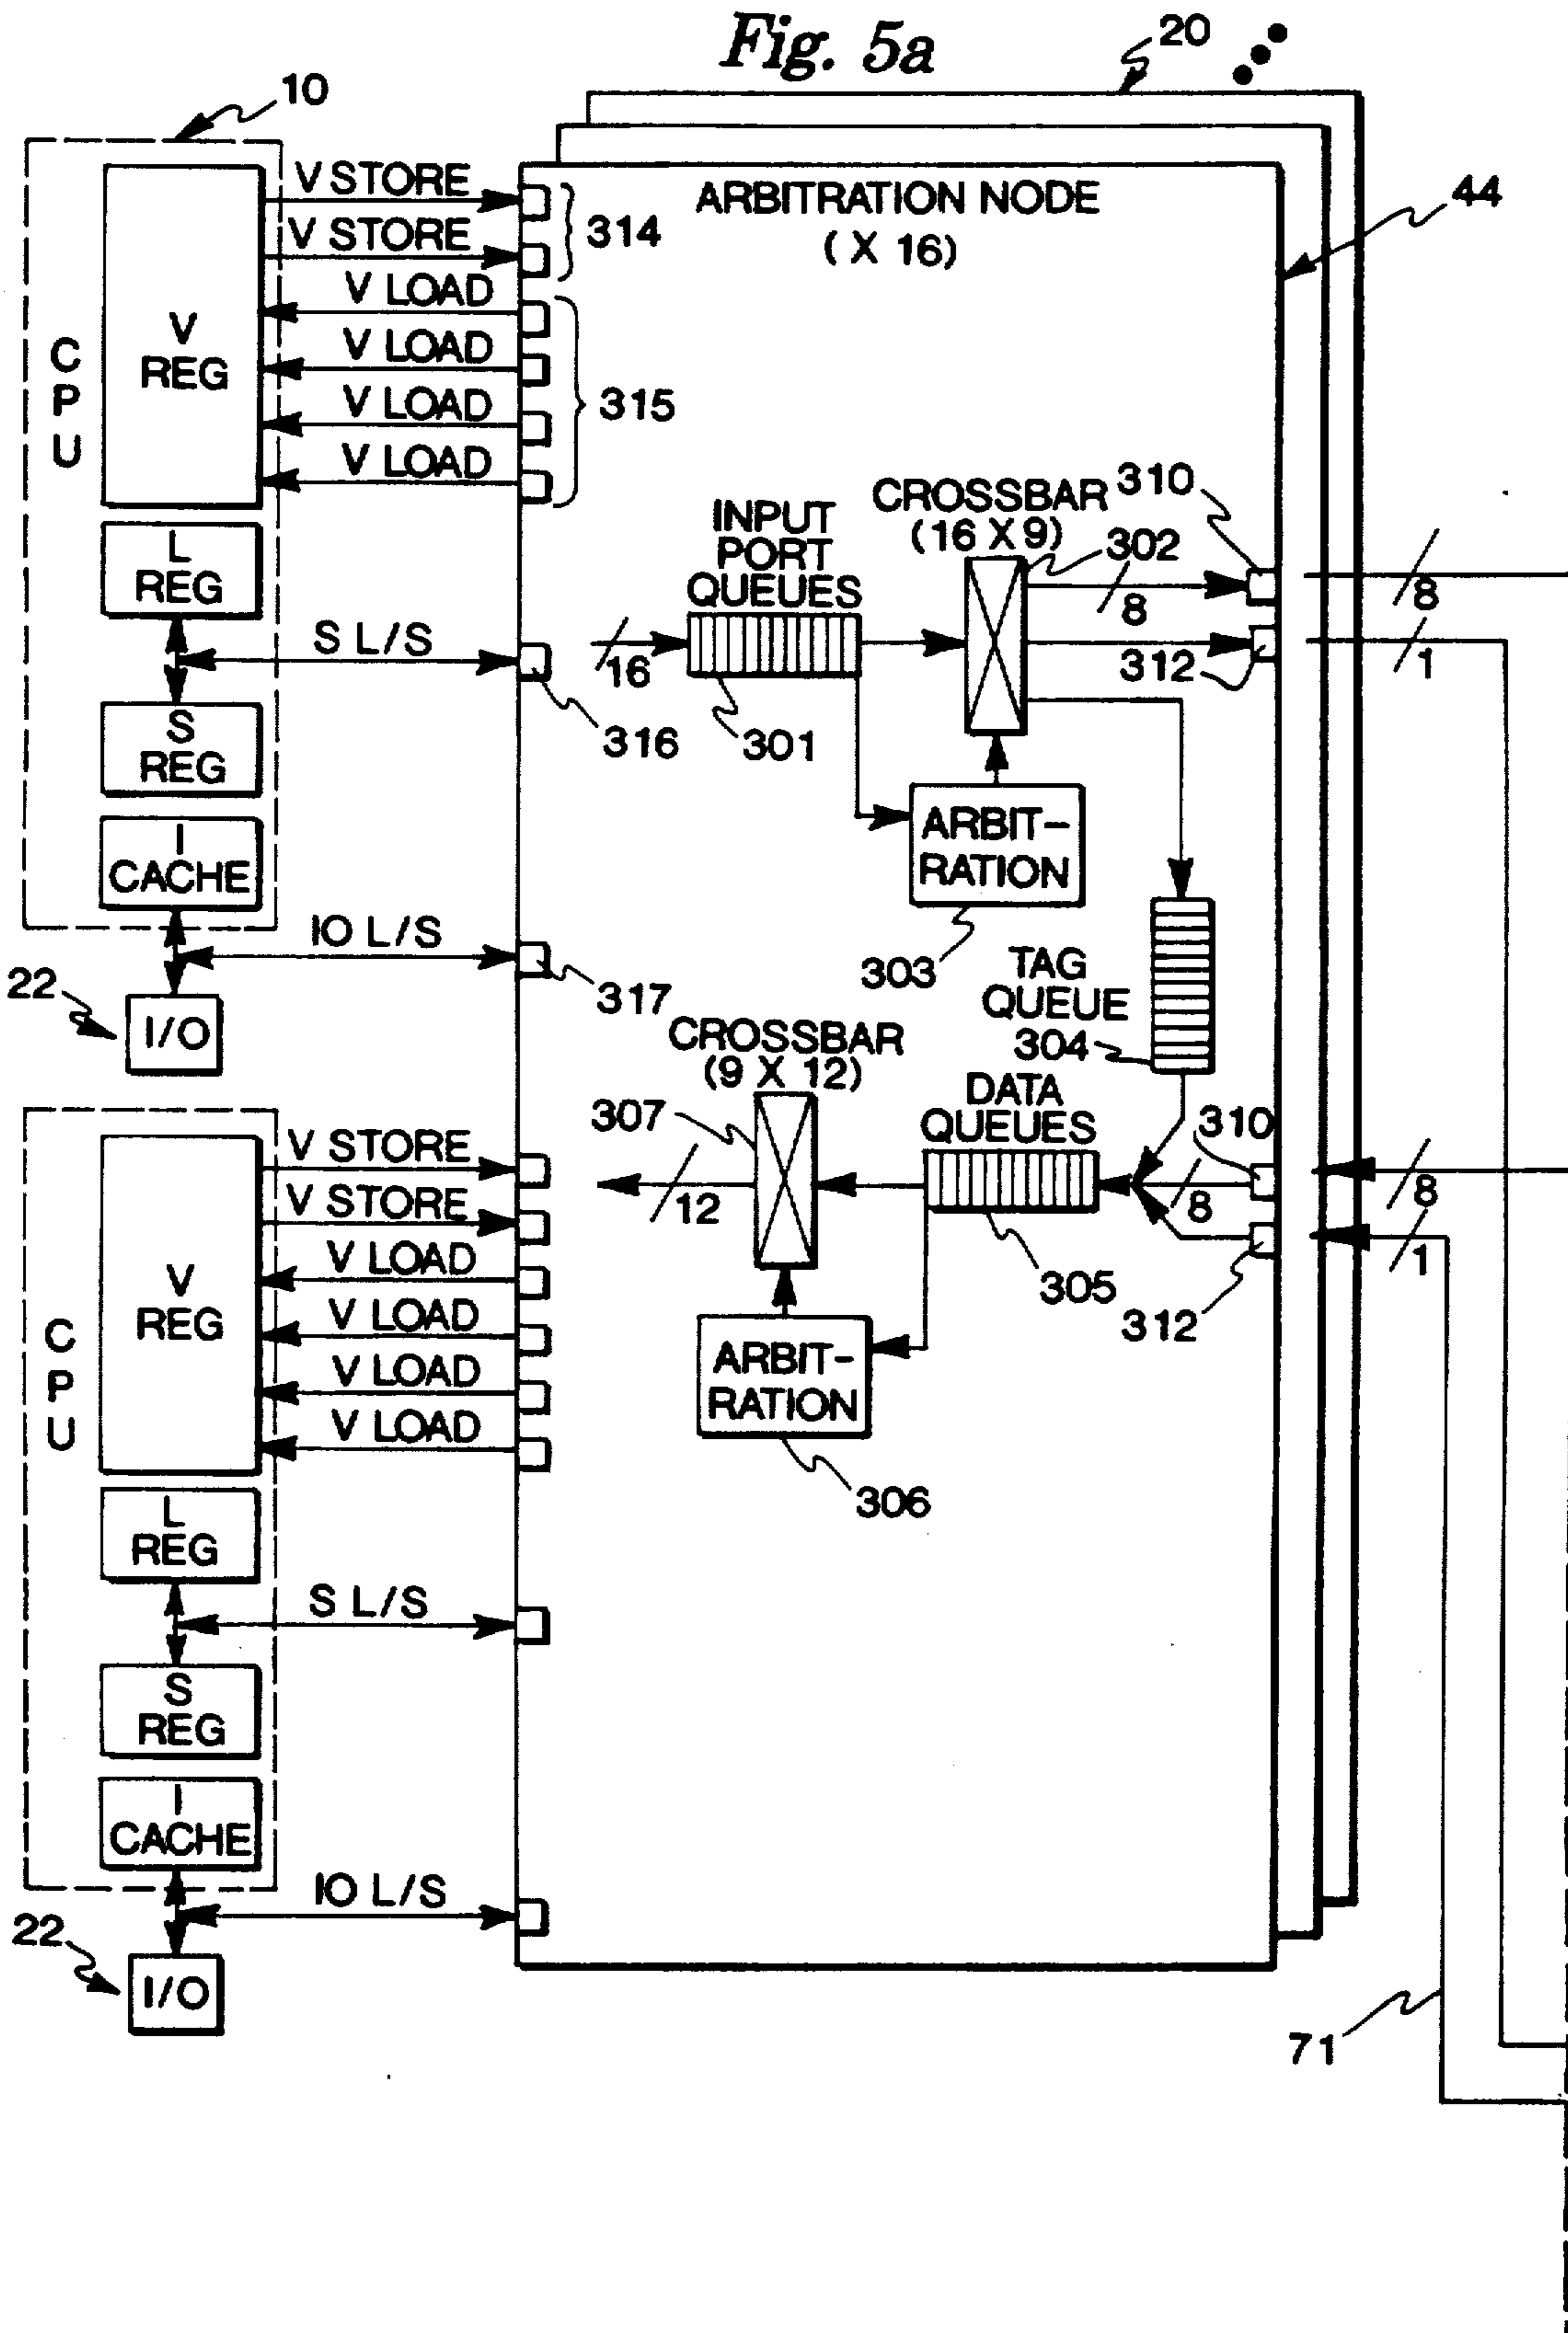 Fig. 5a
20
10
44
ARBITRATION NODE
( X 16)
V STORE
V STORE
V LOAD
V LOAD
V LOAD
V LOAD
314
315
C
P
U
V
REG
L
REG
S
REG
I
CACHE
S L/S
316
IO L/S
317
22
I/O
INPUT
PORT
QUEUES
16
301
CROSSBAR
(16 X 9)
302
310
8
312
8
1
ARBIT-
RATION
303
TAG
QUEUE
304
CROSSBAR
(9 X 12)
307
12
DATA
QUEUES
305
310
8
312
8
1
ARBIT-
RATION
306
V STORE
V STORE
V LOAD
V LOAD
V LOAD
V LOAD
C
P
U
V
REG
L
REG
S
REG
I
CACHE
S L/S
IO L/S
22
I/O
71